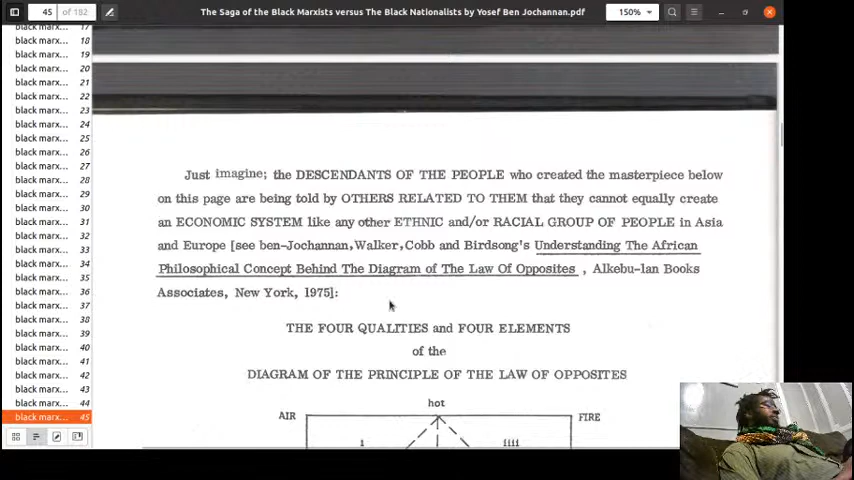 45 of 182
The Saga of the Black Marxists versus The Black Nationalists by Yosef Ben Jochannan.pdf
150%
black marx... 17
black marx... 18
black marx... 19
black marx... 20
black marx... 21
black marx... 22
black marx... 23
black marx... 24
black marx... 25
black marx... 26
black marx... 27
black marx... 28
black marx... 29
black marx... 30
black marx... 31
black marx... 32
black marx... 33
black marx... 34
black marx... 35
black marx... 36
black marx... 37
black marx... 38
black marx... 39
black marx... 40
black marx... 41
black marx... 42
black marx... 43
black marx... 44
black marx... 45
Just imagine; the DESCENDANTS OF THE PEOPLE who created the masterpiece below
on this page are being told by OTHERS RELATED TO THEM that they cannot equally create
an ECONOMIC SYSTEM like any other ETHNIC and/or RACIAL GROUP OF PEOPLE in Asia
and Europe [see ben-Jochannan, Walker, Cobb and Birdsong's Understanding The African
Philosophical Concept Behind The Diagram of The Law Of Opposites , Alkebu-lan Books
Associates, New York, 1975]:
THE FOUR QUALITIES and FOUR ELEMENTS
of the
DIAGRAM OF THE PRINCIPLE OF THE LAW OF OPPOSITES
hot
AIR FIRE
i iiii